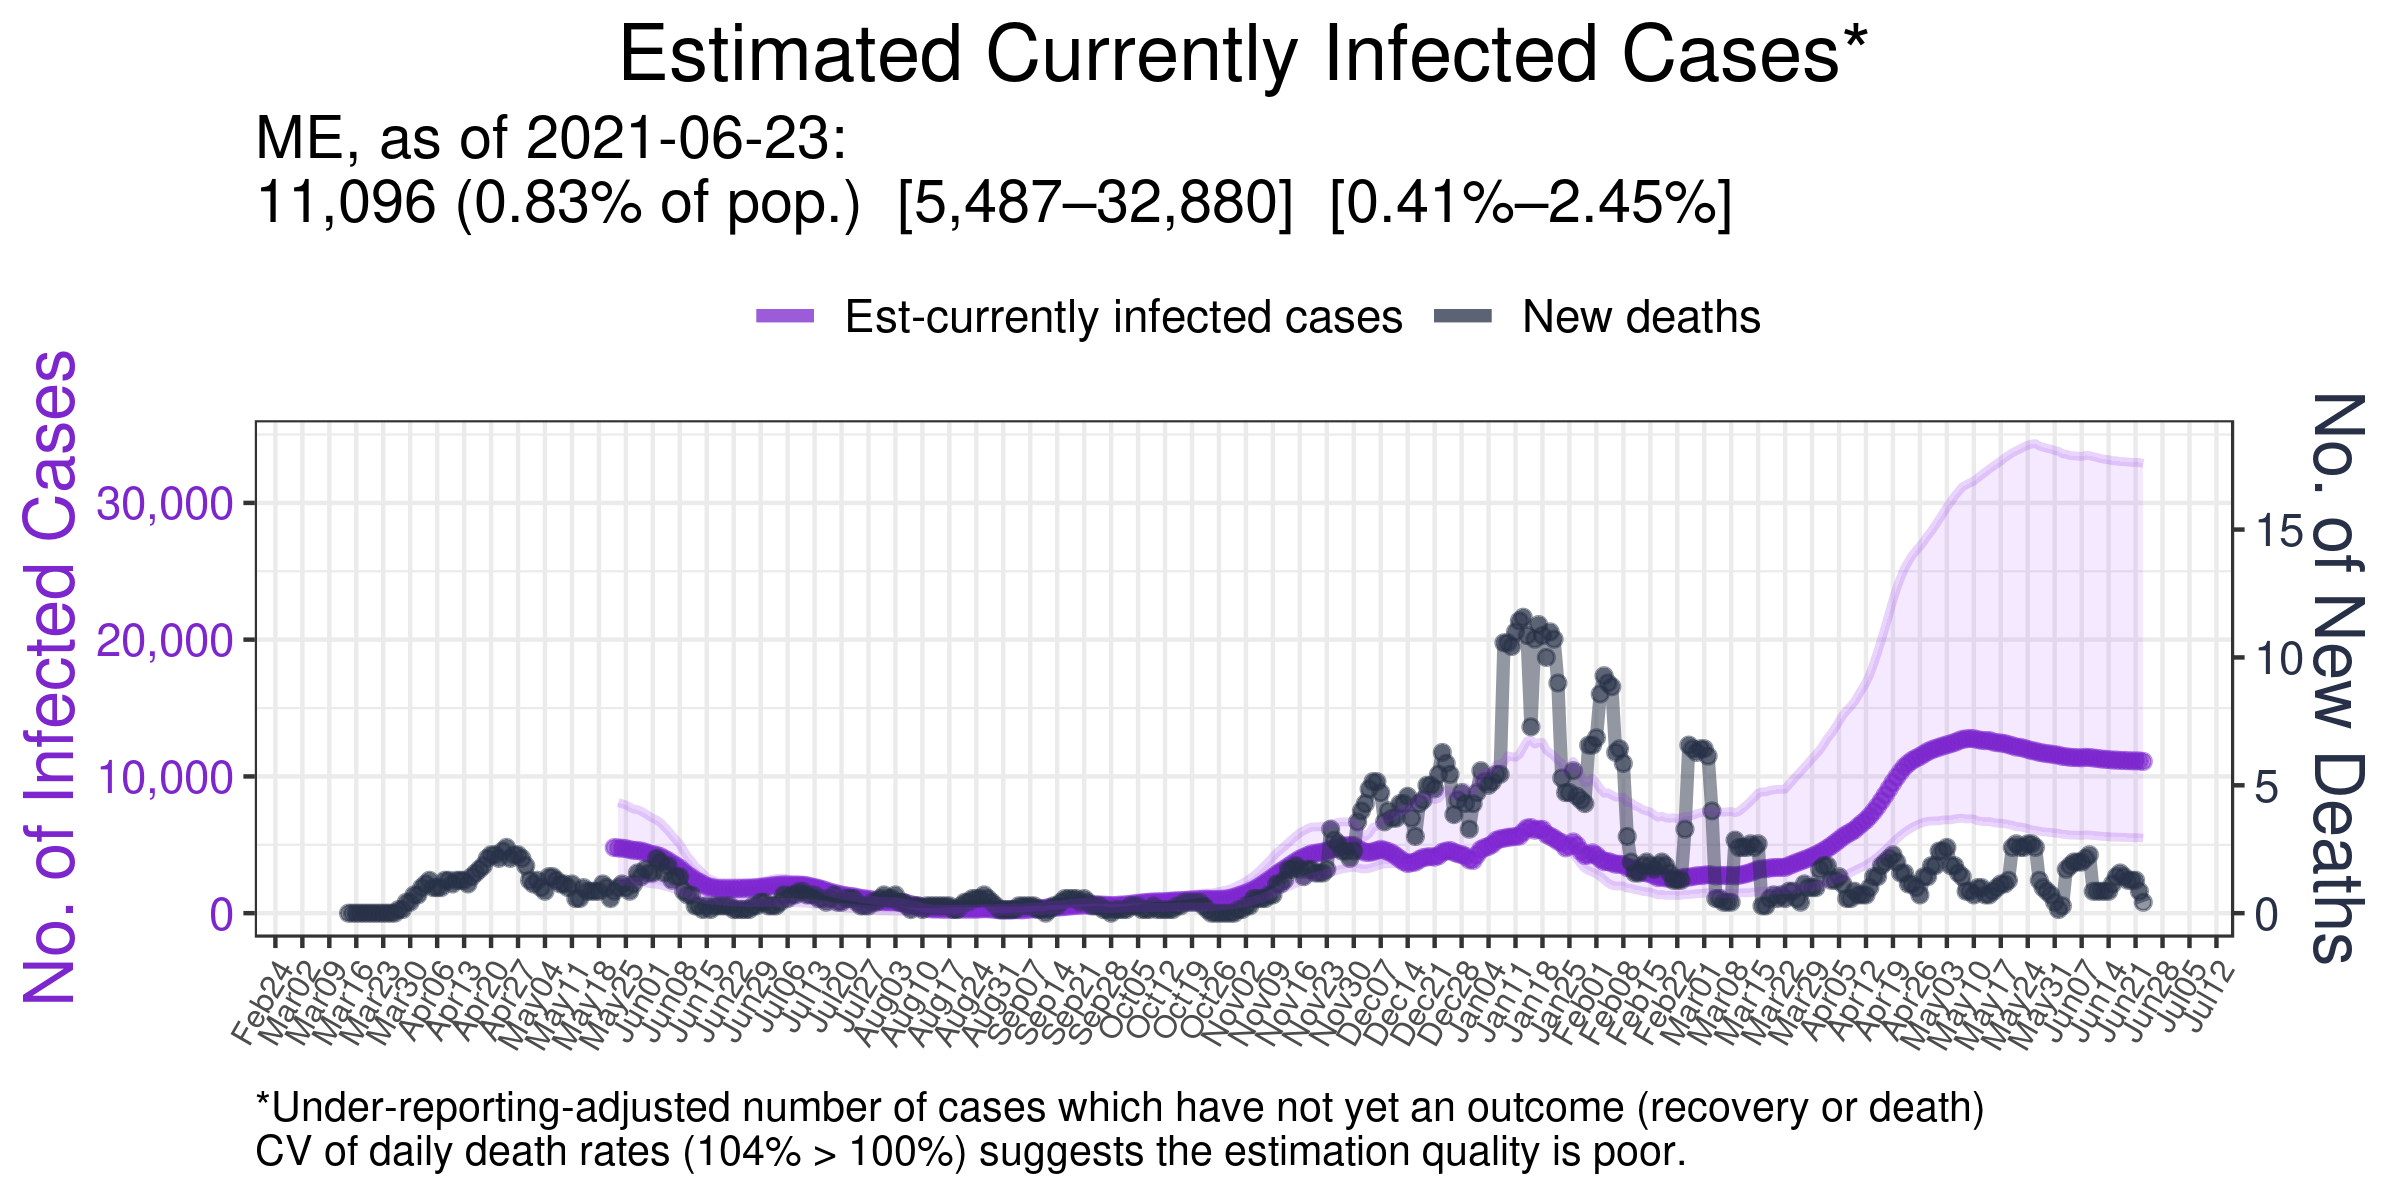 Estimated Currently Infected Cases*
ME, as of 2021-06-23:
11,096 (0.83% of pop.)  [5,487–32,880]  [0.41%–2.45%]
Est-currently infected cases
New deaths
No. of Infected Cases
30,000
20,000
10,000
0
15
10
5
0
No. of New Deaths
Feb24
Mar02
Mar09
Mar16
Mar23
Mar30
Apr06
Apr13
Apr20
Apr27
May04
May11
May18
May25
Jun01
Jun08
Jun15
Jun22
Jun29
Jul06
Jul13
Jul20
Jul27
Aug03
Aug10
Aug17
Aug24
Aug31
Sep07
Sep14
Sep21
Sep28
Oct05
Oct12
Oct19
Oct26
Nov02
Nov09
Nov16
Nov23
Nov30
Dec07
Dec14
Dec21
Dec28
Jan04
Jan11
Jan18
Jan25
Feb01
Feb08
Feb15
Feb22
Mar01
Mar08
Mar15
Mar22
Mar29
Apr05
Apr12
Apr19
Apr26
May03
May10
May17
May24
May31
Jun07
Jun14
Jun21
Jun28
Jul05
Jul12
*Under-reporting-adjusted number of cases which have not yet an outcome (recovery or death)
CV of daily death rates (104% > 100%) suggests the estimation quality is poor.